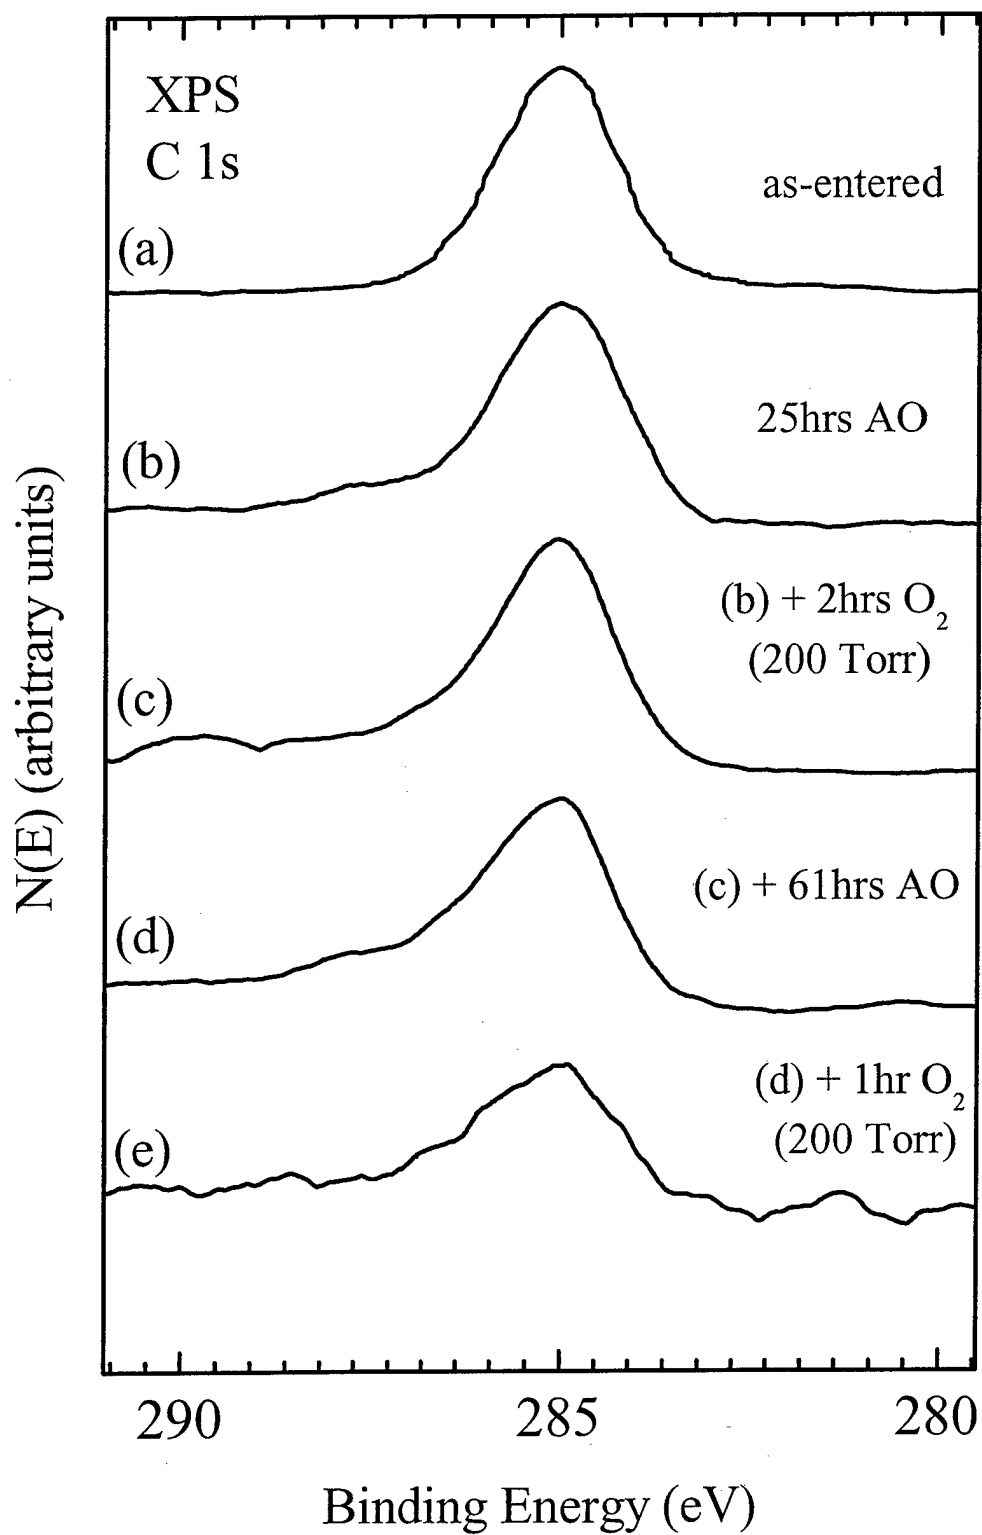 XPS
C 1s
(a)
as-entered
(b)
25hrs AO
(c)
(b) + 2hrs O₂
(200 Torr)
(d)
(c) + 61hrs AO
(e)
(d) + 1hr O₂
(200 Torr)
N(E) (arbitrary units)
290 285 280
Binding Energy (eV)